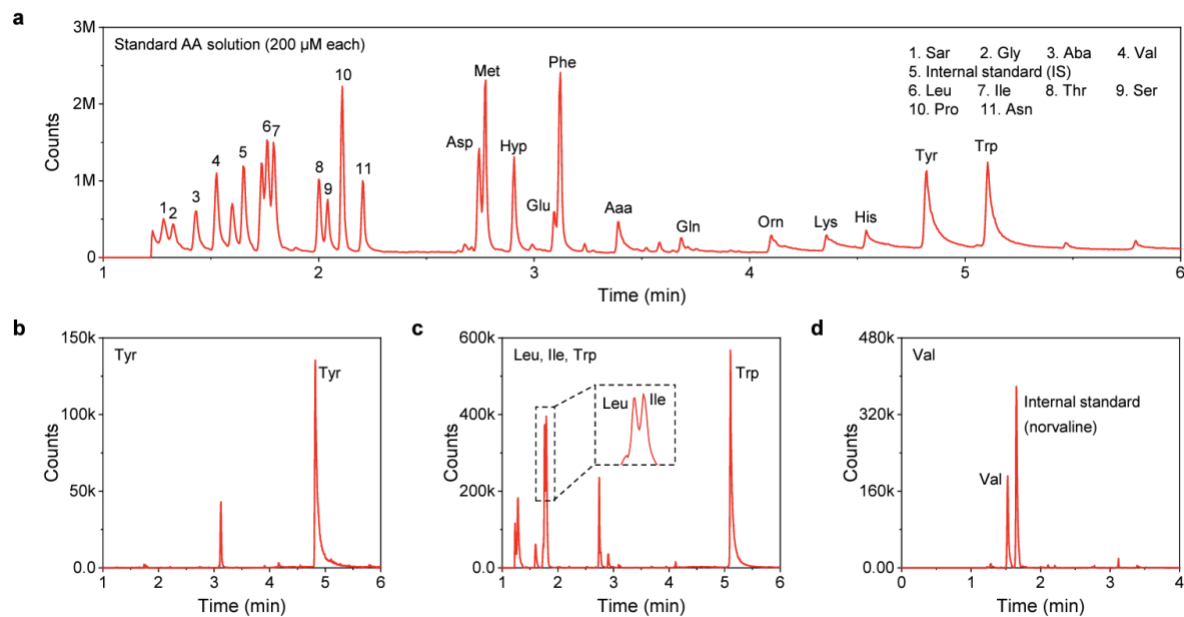 a
3M
2M
1M
0
Counts
Standard AA solution (200 µM each)
1. Sar 2. Gly 3. Aba 4. Val
5. Internal standard (IS)
6. Leu 7. Ile 8. Thr 9. Ser
10. Pro 11. Asn
1 2 3 4 5 6 7 8 9 10 11
Asp Met Hyp Glu Phe Aaa Gln Orn Lys His Tyr Trp
1 2 3 4 5 6
Time (min)
b
150k
100k
50k
0.0
Counts
Tyr
Tyr
1 2 3 4 5 6
Time (min)
c
600k
400k
200k
0.0
Counts
Leu, Ile, Trp
Leu Ile
Trp
1 2 3 4 5 6
Time (min)
d
480k
320k
160k
0.00
Counts
Val
Internal standard
(norvaline)
Val
0 1 2 3 4
Time (min)